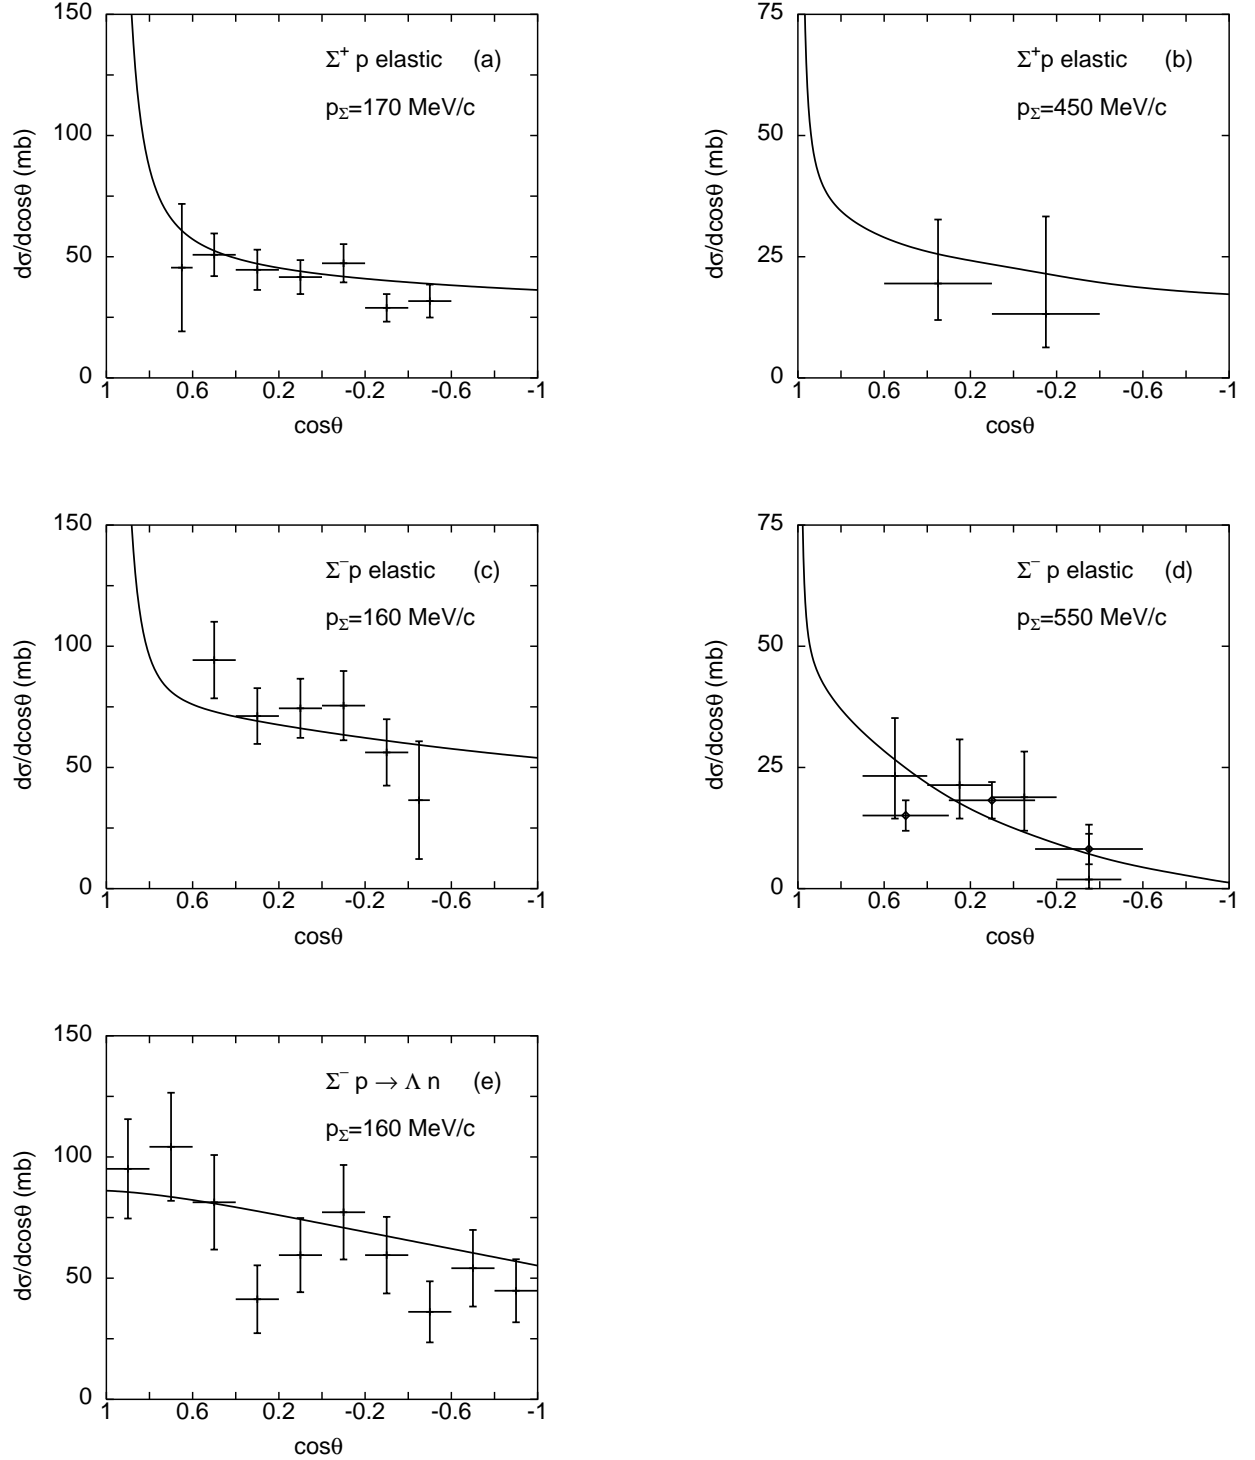 150
100
50
0
dσ/dcosθ (mb)
Σ⁺ p elastic (a)
p_Σ=170 MeV/c
1 0.6 0.2 -0.2 -0.6 -1
cosθ
75
50
25
0
dσ/dcosθ (mb)
Σ⁺p elastic (b)
p_Σ=450 MeV/c
1 0.6 0.2 -0.2 -0.6 -1
cosθ
150
100
50
0
dσ/dcosθ (mb)
Σ⁻p elastic (c)
p_Σ=160 MeV/c
1 0.6 0.2 -0.2 -0.6 -1
cosθ
75
50
25
0
dσ/dcosθ (mb)
Σ⁻ p elastic (d)
p_Σ=550 MeV/c
1 0.6 0.2 -0.2 -0.6 -1
cosθ
150
100
50
0
dσ/dcosθ (mb)
Σ⁻ p → Λ n (e)
p_Σ=160 MeV/c
1 0.6 0.2 -0.2 -0.6 -1
cosθ